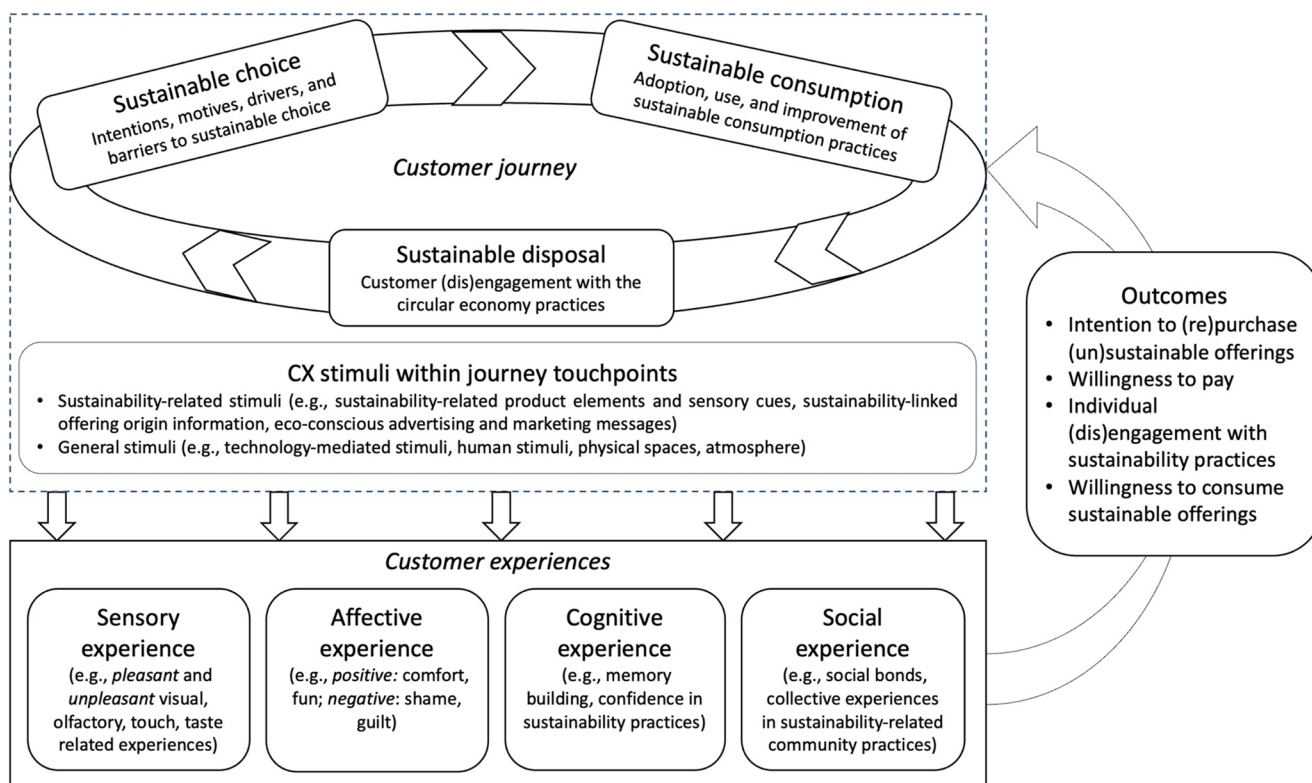 Sustainable choice
Intentions, motives, drivers, and
barriers to sustainable choice
Sustainable consumption
Adoption, use, and improvement of
sustainable consumption practices
Customer journey
Sustainable disposal
Customer (dis)engagement with the
circular economy practices
CX stimuli within journey touchpoints
• Sustainability-related stimuli (e.g., sustainability-related product elements and sensory cues, sustainability-linked
offering origin information, eco-conscious advertising and marketing messages)
• General stimuli (e.g., technology-mediated stimuli, human stimuli, physical spaces, atmosphere)
Outcomes
• Intention to (re)purchase
(un)sustainable offerings
• Willingness to pay
• Individual
(dis)engagement with
sustainability practices
• Willingness to consume
sustainable offerings
Customer experiences
Sensory
experience
(e.g., pleasant and
unpleasant visual,
olfactory, touch, taste
related experiences)
Affective
experience
(e.g., positive: comfort,
fun; negative: shame,
guilt)
Cognitive
experience
(e.g., memory
building, confidence in
sustainability practices)
Social
experience
(e.g., social bonds,
collective experiences
in sustainability-related
community practices)